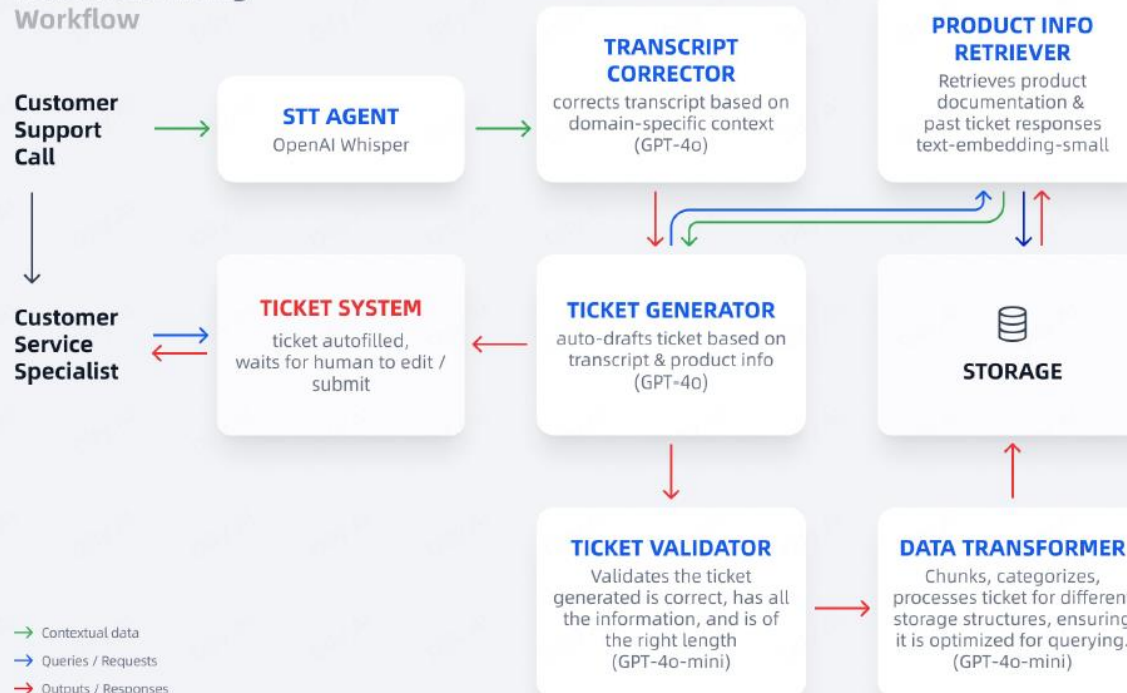 Workflow
Customer
Support
Call
STT AGENT
OpenAI Whisper
TRANSCRIPT
CORRECTOR
corrects transcript based on
domain-specific context
(GPT-4o)
PRODUCT INFO
RETRIEVER
Retrieves product
documentation &
past ticket responses
text-embedding-small
Customer
Service
Specialist
TICKET SYSTEM
ticket autofilled,
waits for human to edit /
submit
TICKET GENERATOR
auto-drafts ticket based on
transcript & product info
(GPT-4o)
STORAGE
TICKET VALIDATOR
Validates the ticket
generated is correct, has all
the information, and is of
the right length
(GPT-4o-mini)
DATA TRANSFORMER
Chunks, categorizes,
processes ticket for different
storage structures, ensuring
it is optimized for querying.
(GPT-4o-mini)
Contextual data
Queries / Requests
Outputs / Responses